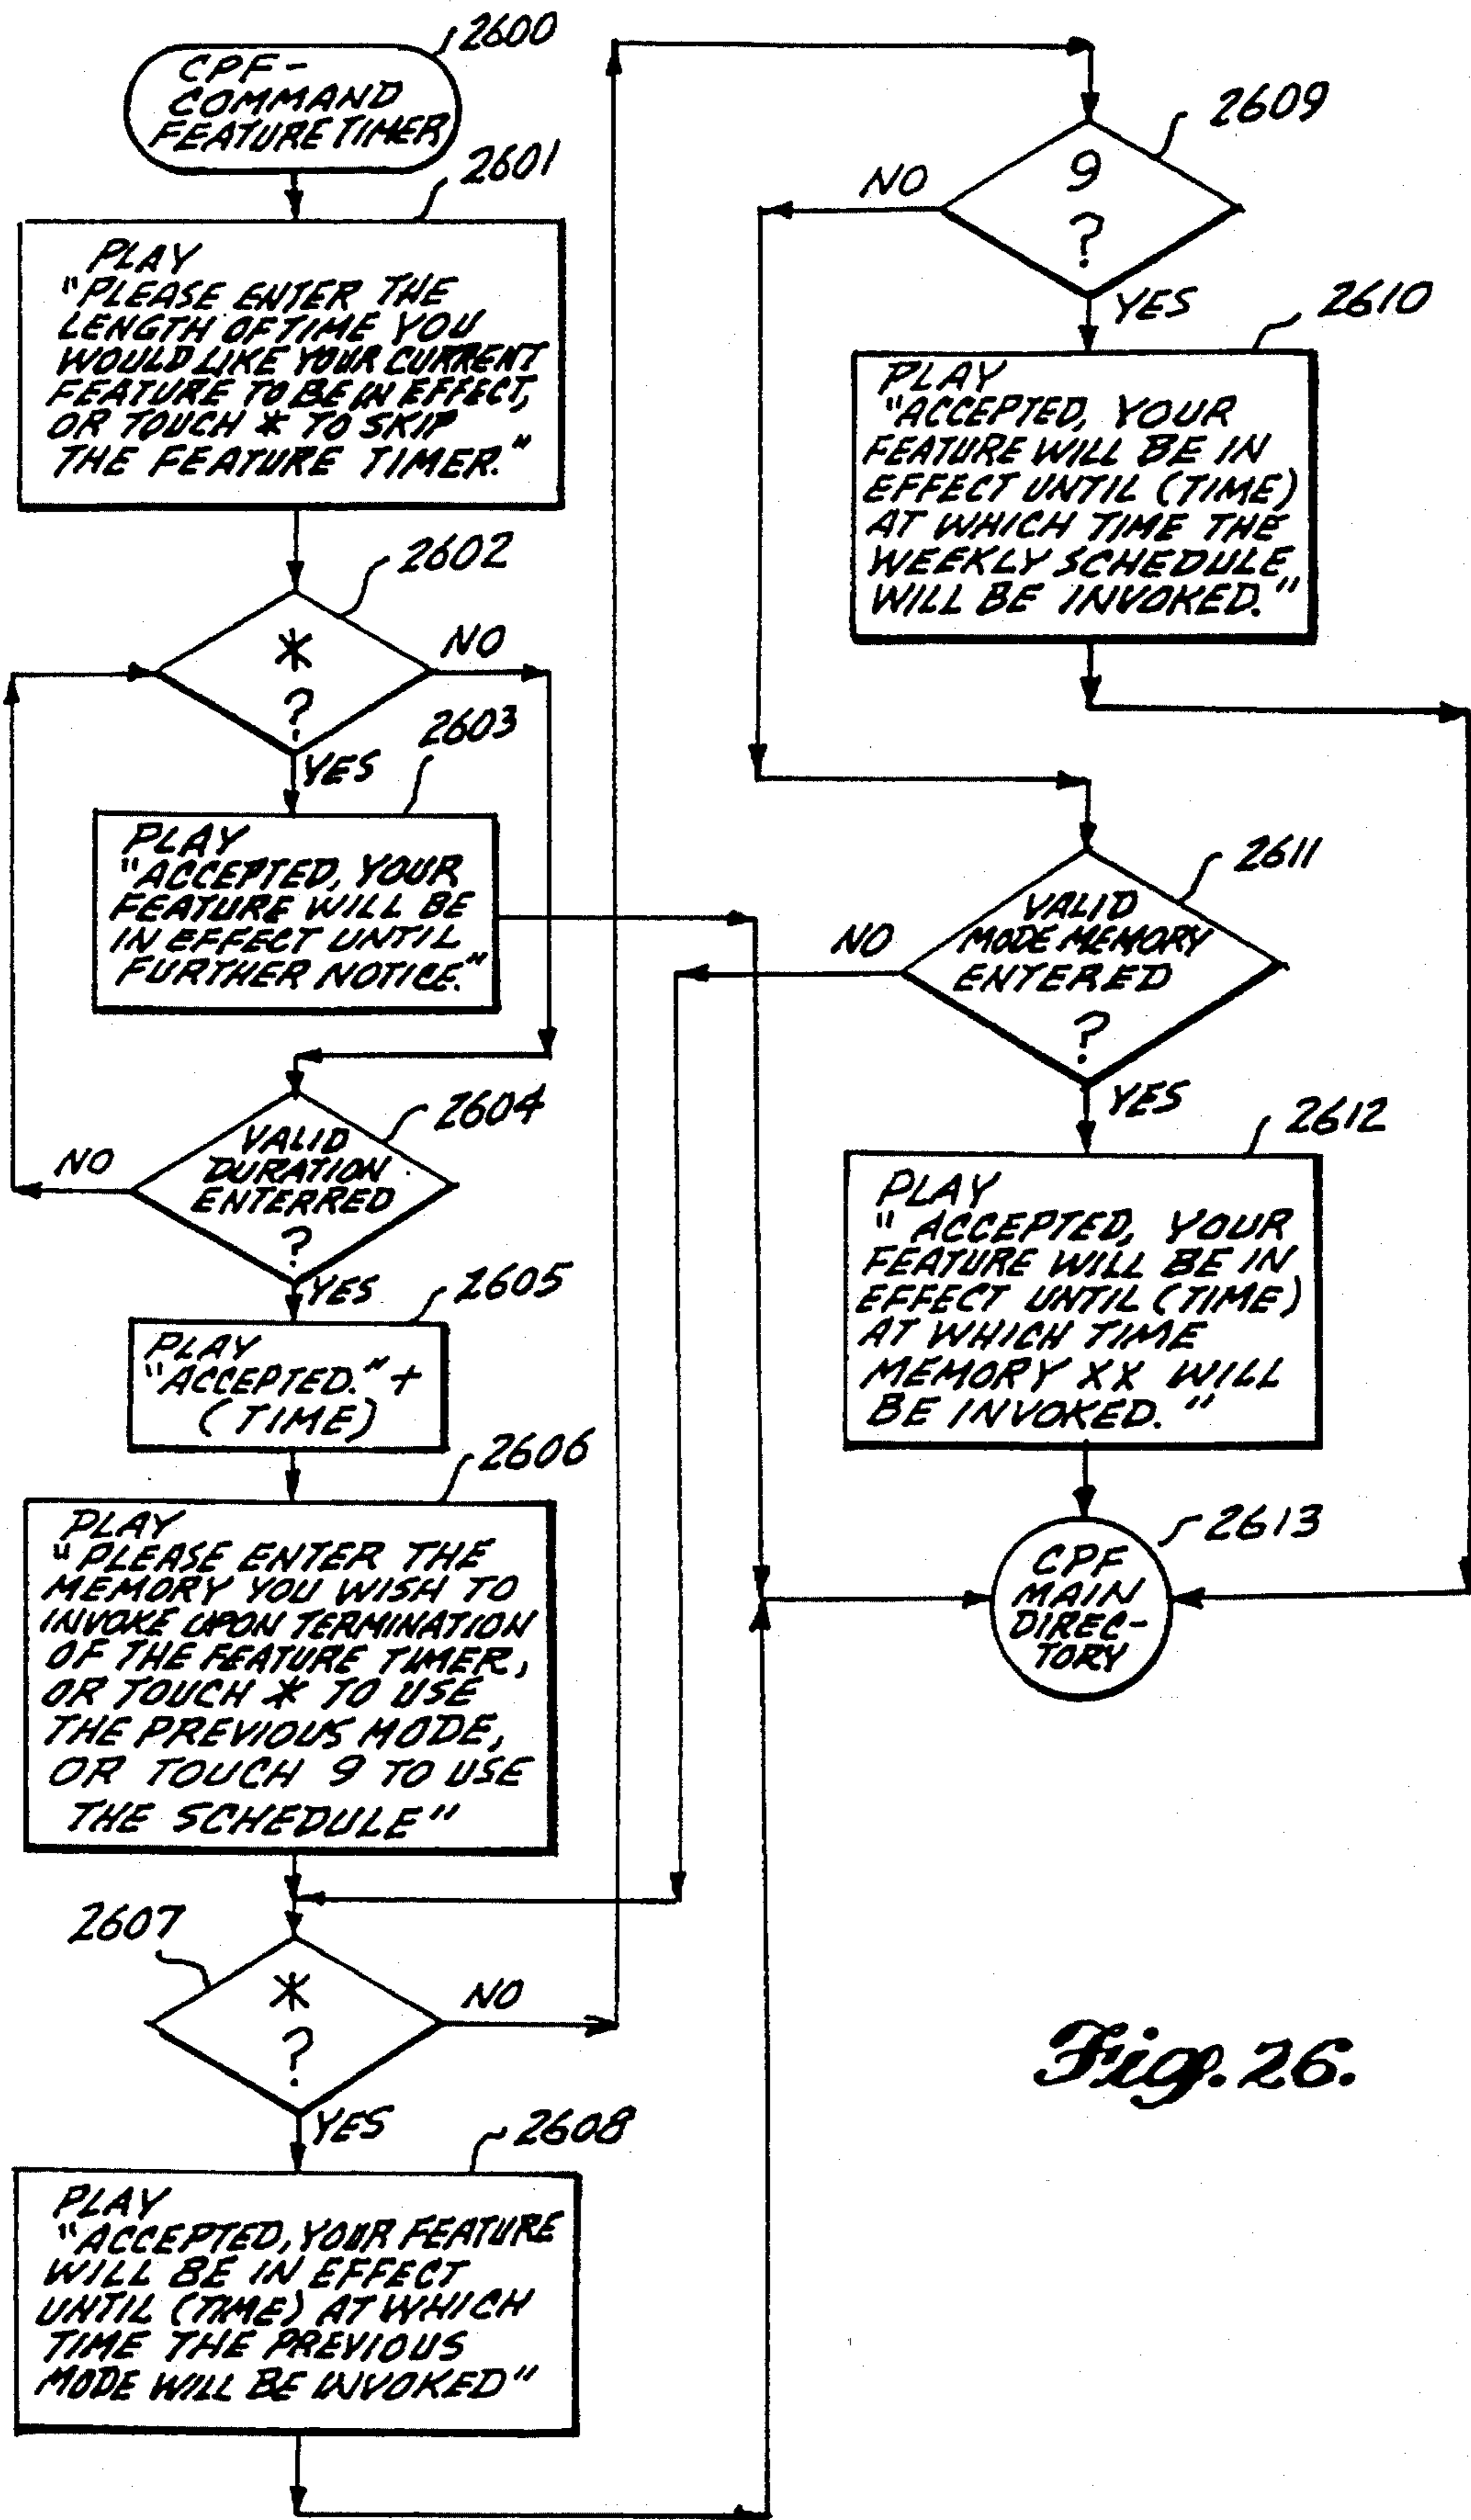 2600
CPF-
COMMAND
FEATURE TIMER
2601
PLAY
"PLEASE ENTER THE
LENGTH OF TIME YOU
WOULD LIKE YOUR CURRENT
FEATURE TO BE IN EFFECT,
OR TOUCH * TO SKIP
THE FEATURE TIMER."
2602
*
?
NO
YES
2603
PLAY
"ACCEPTED, YOUR
FEATURE WILL BE
IN EFFECT UNTIL
FURTHER NOTICE."
2604
VALID
DURATION
ENTERRED
?
NO
YES
2605
PLAY
"ACCEPTED." +
(TIME)
2606
PLAY
"PLEASE ENTER THE
MEMORY YOU WISH TO
INVOKE UPON TERMINATION
OF THE FEATURE TIMER,
OR TOUCH * TO USE
THE PREVIOUS MODE,
OR TOUCH 9 TO USE
THE SCHEDULE"
2607
*
?
NO
YES
2608
PLAY
"ACCEPTED, YOUR FEATURE
WILL BE IN EFFECT
UNTIL (TIME) AT WHICH
TIME THE PREVIOUS
MODE WILL BE INVOKED"
2609
9
?
NO
YES
2610
PLAY
"ACCEPTED, YOUR
FEATURE WILL BE IN
EFFECT UNTIL (TIME)
AT WHICH TIME THE
WEEKLY SCHEDULE
WILL BE INVOKED."
2611
VALID
MODE MEMORY
ENTERED
?
NO
YES
2612
PLAY
" ACCEPTED, YOUR
FEATURE WILL BE IN
EFFECT UNTIL (TIME)
AT WHICH TIME
MEMORY XX WILL
BE INVOKED. "
2613
CPF
MAIN
DIREC-
TORY
Fig. 26.